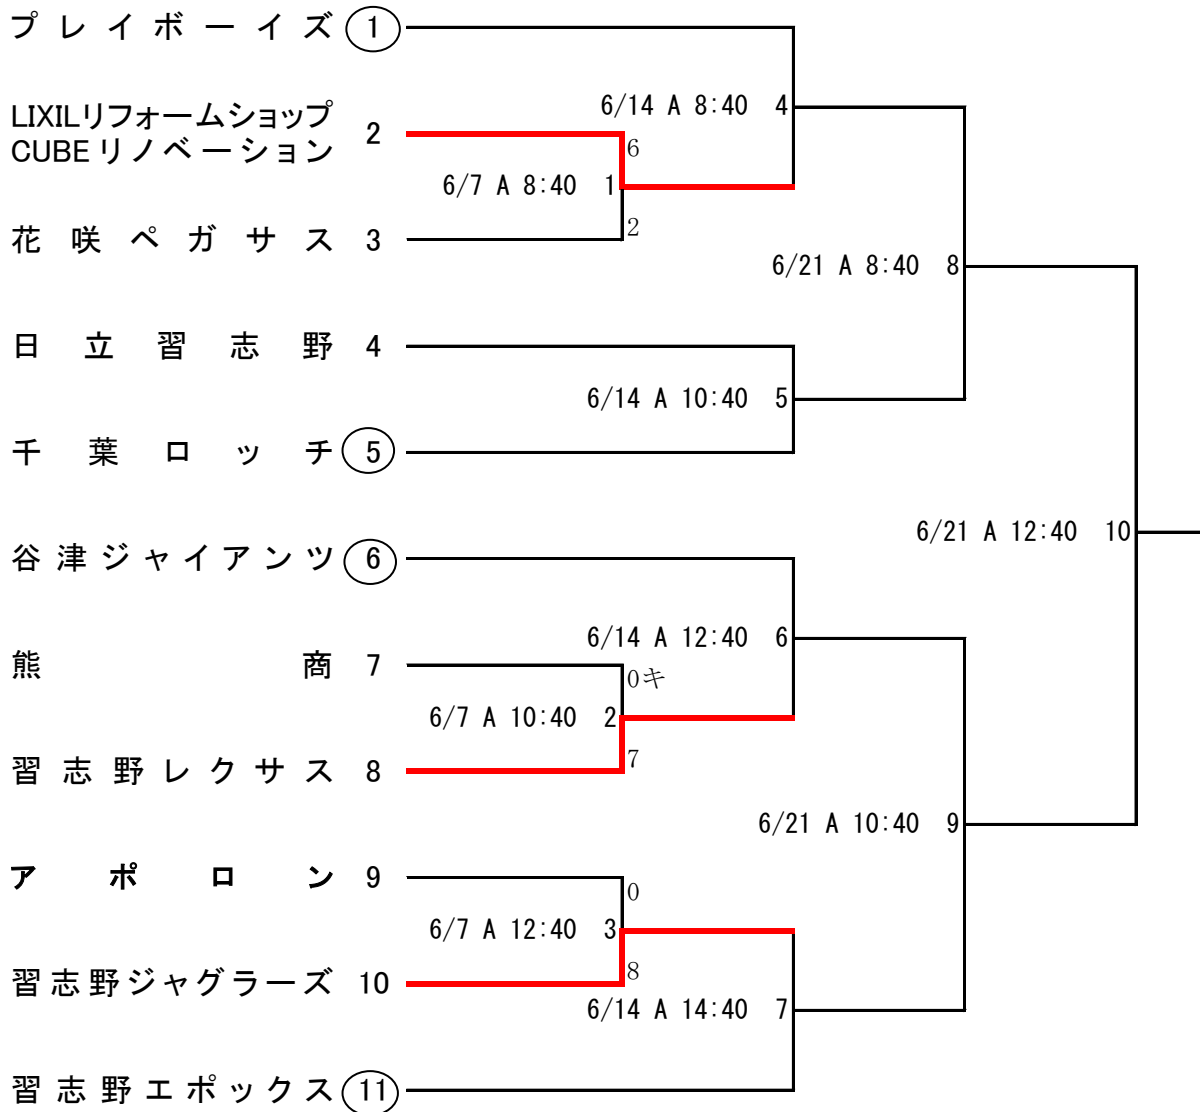 プレイボーイズ 1
6/14 A 8:40 4
LIXILリフォームショップ
CUBEリノベーション 2
6
6/7 A 8:40 1
2
花咲ペガサス 3
6/21 A 8:40 8
日立習志野 4
6/14 A 10:40 5
千葉ロッテ 5
6/21 A 12:40 10
谷津ジャイアンツ 6
6/14 A 12:40 6
熊商 7
0キ
6/7 A 10:40 2
7
習志野レクサス 8
6/21 A 10:40 9
アポロン 9
0
6/7 A 12:40 3
8
習志野ジャグラーズ 10
6/14 A 14:40 7
習志野エポックス 11